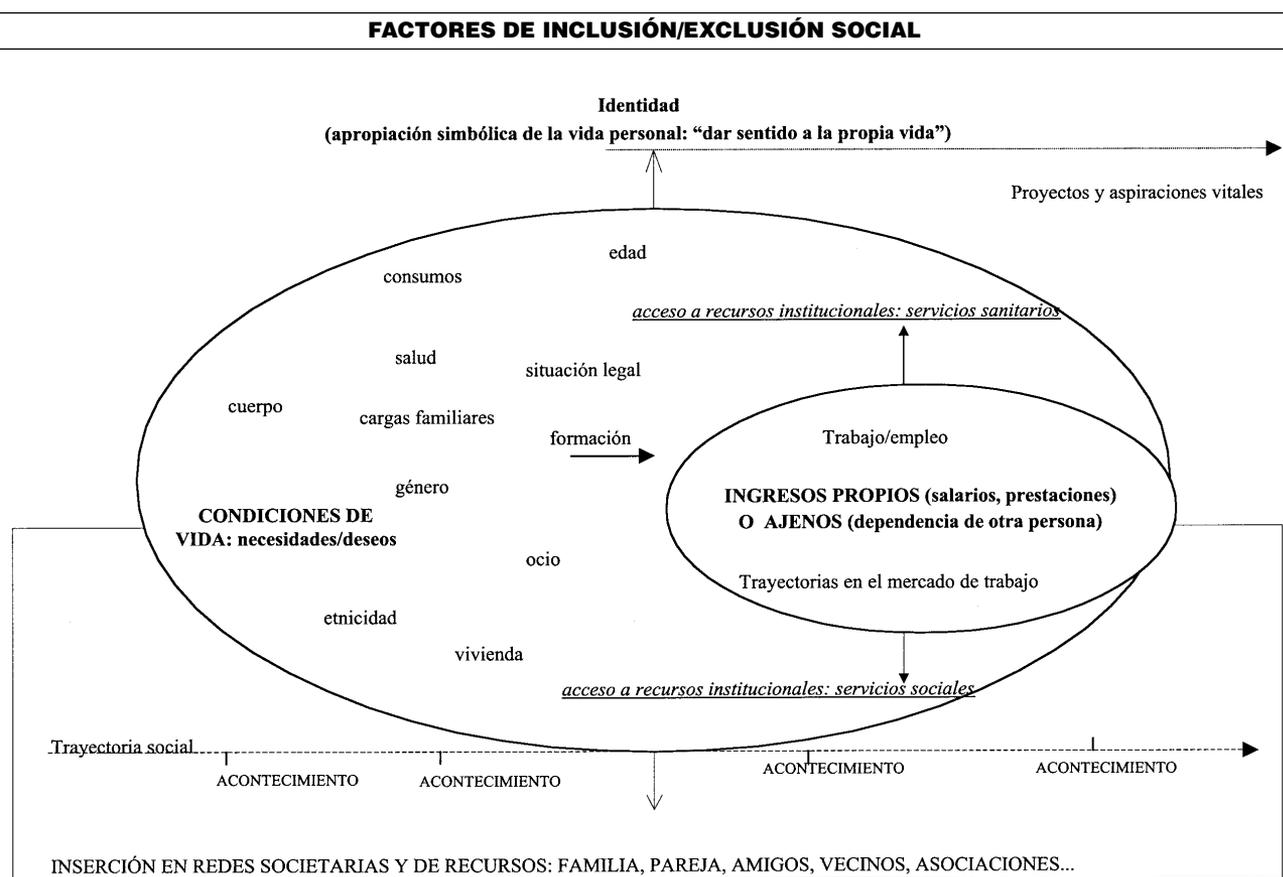 FACTORES DE INCLUSIÓN/EXCLUSIÓN SOCIAL
Identidad
(apropiación simbólica de la vida personal: “dar sentido a la propia vida”)
Proyectos y aspiraciones vitales
edad
consumos
acceso a recursos institucionales: servicios sanitarios
salud
situación legal
cuerpo
cargas familiares
formación
Trabajo/empleo
género
INGRESOS PROPIOS (salarios, prestaciones)
O AJENOS (dependencia de otra persona)
CONDICIONES DE
VIDA: necesidades/deseos
ocio
Trayectorias en el mercado de trabajo
etnicidad
vivienda
acceso a recursos institucionales: servicios sociales
Trayectoria social
ACONTECIMIENTO
ACONTECIMIENTO
ACONTECIMIENTO
ACONTECIMIENTO
INSERCIÓN EN REDES SOCIETARIAS Y DE RECURSOS: FAMILIA, PAREJA, AMIGOS, VECINOS, ASOCIACIONES...